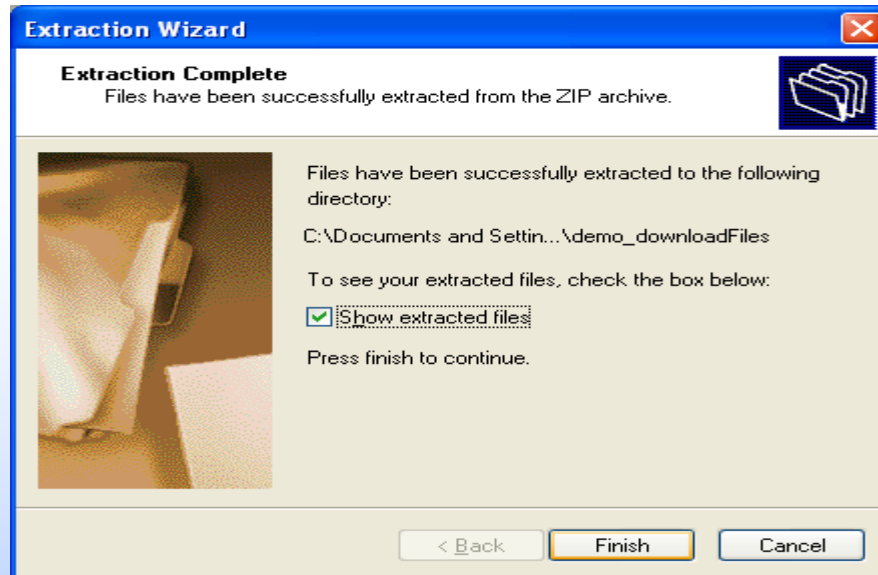 Extraction Wizard
Extraction Complete
Files have been successfully extracted from the ZIP archive.
Files have been successfully extracted to the following
directory:
C:\Documents and Settin...\demo_downloadFiles
To see your extracted files, check the box below:
Show extracted files
Press finish to continue.
< Back Finish Cancel